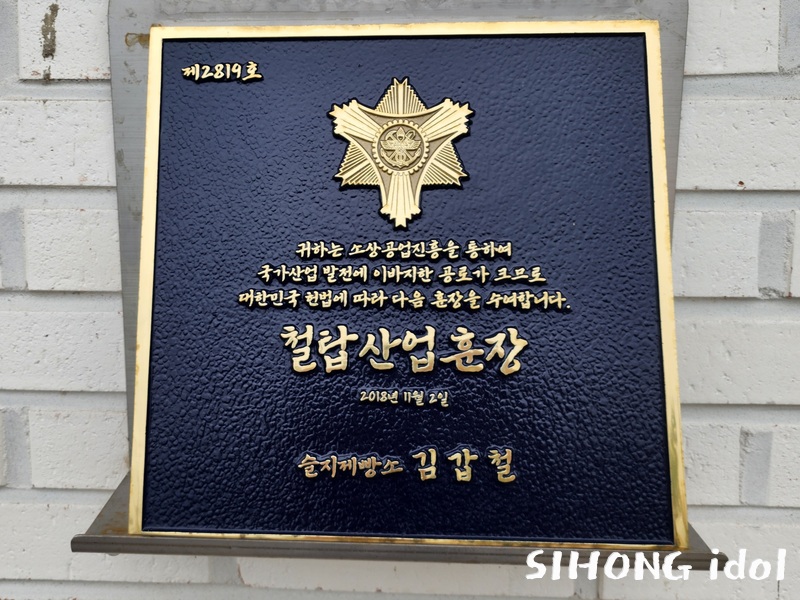 제2819호
귀하는 소상공업진흥을 통하여
국가산업 발전에 이바지한 공로가 크므로
대한민국 헌법에 따라 다음 훈장을 수여합니다.
철탑산업훈장
2018년 11월 2일
슬지제빵소 김갑철
SIHONG idol